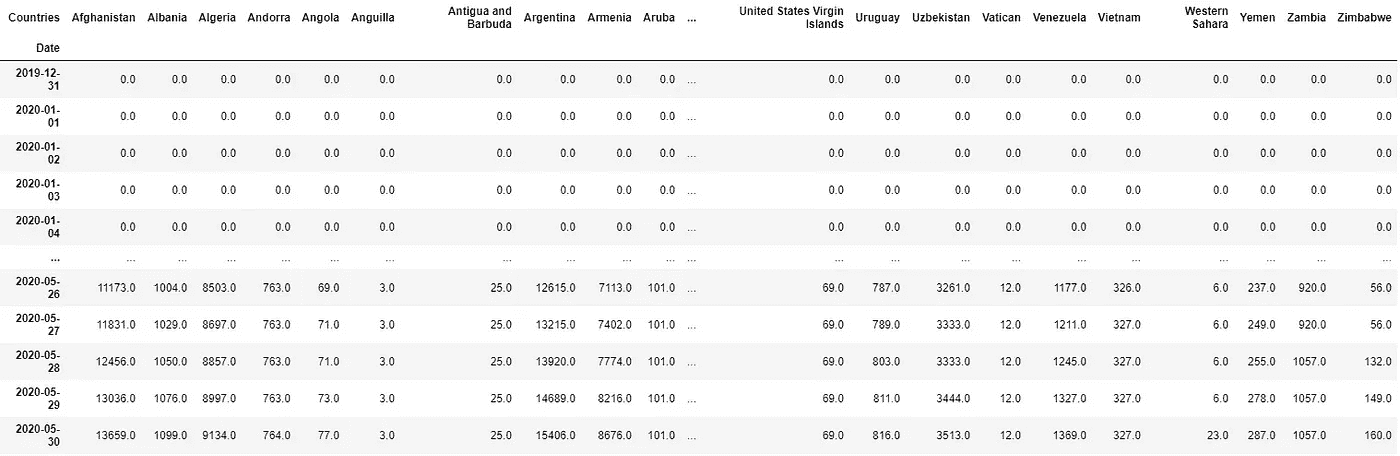 Countries Afghanistan Albania Algeria Andorra Angola Anguilla Antigua and Barbuda Argentina Armenia Aruba ... United States Virgin Islands Uruguay Uzbekistan Vatican Venezuela Vietnam Western Sahara Yemen Zambia Zimbabwe
Date
2019-12-31 0.0 0.0 0.0 0.0 0.0 0.0 0.0 0.0 0.0 0.0 ... 0.0 0.0 0.0 0.0 0.0 0.0 0.0 0.0 0.0 0.0
2020-01-01 0.0 0.0 0.0 0.0 0.0 0.0 0.0 0.0 0.0 0.0 ... 0.0 0.0 0.0 0.0 0.0 0.0 0.0 0.0 0.0 0.0
2020-01-02 0.0 0.0 0.0 0.0 0.0 0.0 0.0 0.0 0.0 0.0 ... 0.0 0.0 0.0 0.0 0.0 0.0 0.0 0.0 0.0 0.0
2020-01-03 0.0 0.0 0.0 0.0 0.0 0.0 0.0 0.0 0.0 0.0 ... 0.0 0.0 0.0 0.0 0.0 0.0 0.0 0.0 0.0 0.0
2020-01-04 0.0 0.0 0.0 0.0 0.0 0.0 0.0 0.0 0.0 0.0 ... 0.0 0.0 0.0 0.0 0.0 0.0 0.0 0.0 0.0 0.0
... ... ... ... ... ... ... ... ... ... ... ... ... ... ... ... ... ... ... ... ... ...
2020-05-26 11173.0 1004.0 8503.0 763.0 69.0 3.0 25.0 12615.0 7113.0 101.0 ... 69.0 787.0 3261.0 12.0 1177.0 326.0 6.0 237.0 920.0 56.0
2020-05-27 11831.0 1029.0 8697.0 763.0 71.0 3.0 25.0 13215.0 7402.0 101.0 ... 69.0 789.0 3333.0 12.0 1211.0 327.0 6.0 249.0 920.0 56.0
2020-05-28 12456.0 1050.0 8857.0 763.0 71.0 3.0 25.0 13920.0 7774.0 101.0 ... 69.0 803.0 3333.0 12.0 1245.0 327.0 6.0 255.0 1057.0 132.0
2020-05-29 13036.0 1076.0 8997.0 763.0 73.0 3.0 25.0 14689.0 8216.0 101.0 ... 69.0 811.0 3444.0 12.0 1327.0 327.0 6.0 278.0 1057.0 149.0
2020-05-30 13659.0 1099.0 9134.0 764.0 77.0 3.0 25.0 15406.0 8676.0 101.0 ... 69.0 816.0 3513.0 12.0 1369.0 327.0 23.0 287.0 1057.0 160.0